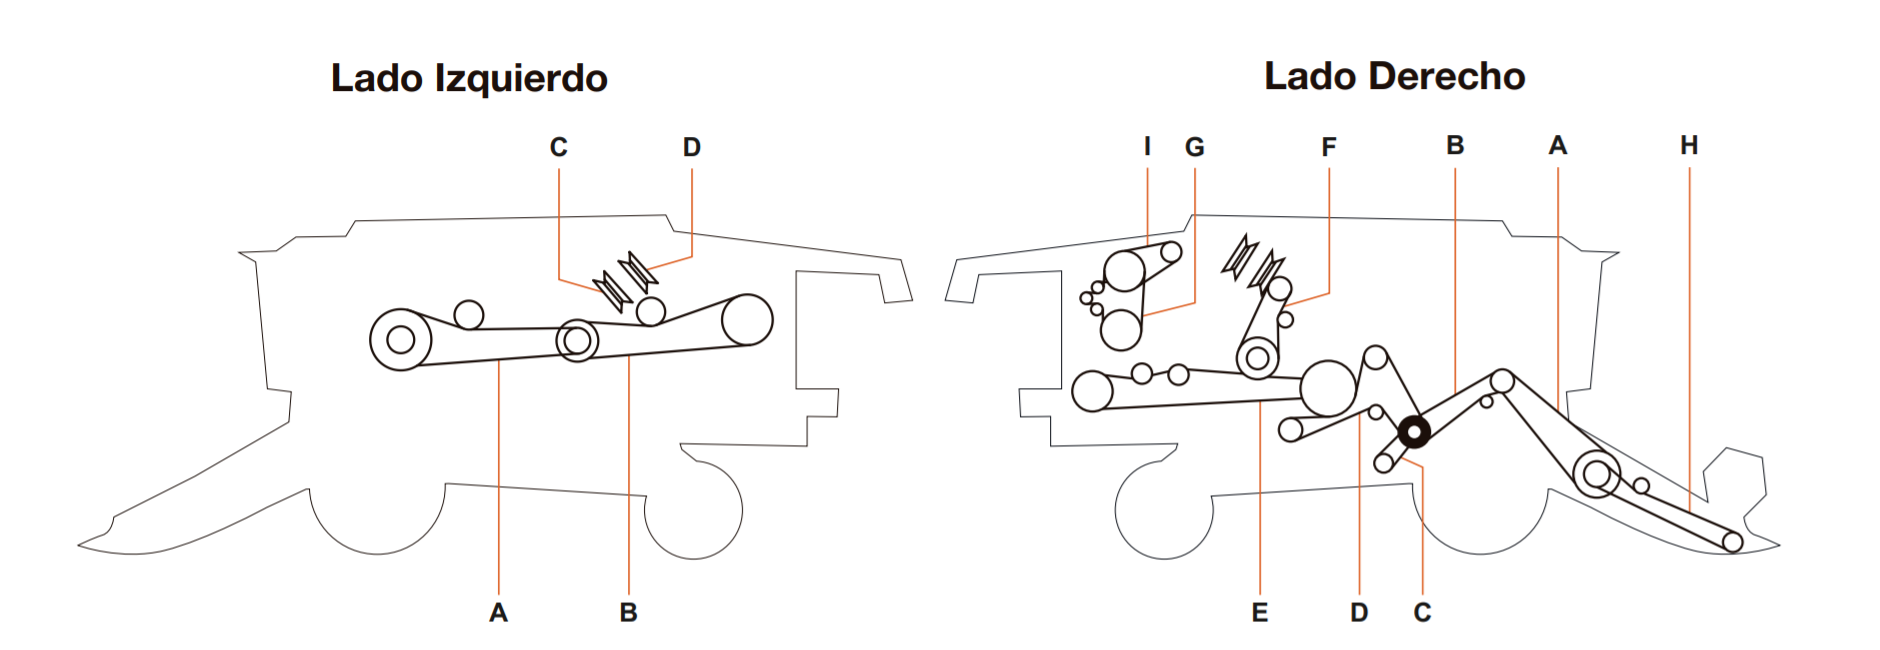 Lado Izquierdo
C D
A B
Lado Derecho
I G F B A H
E D C